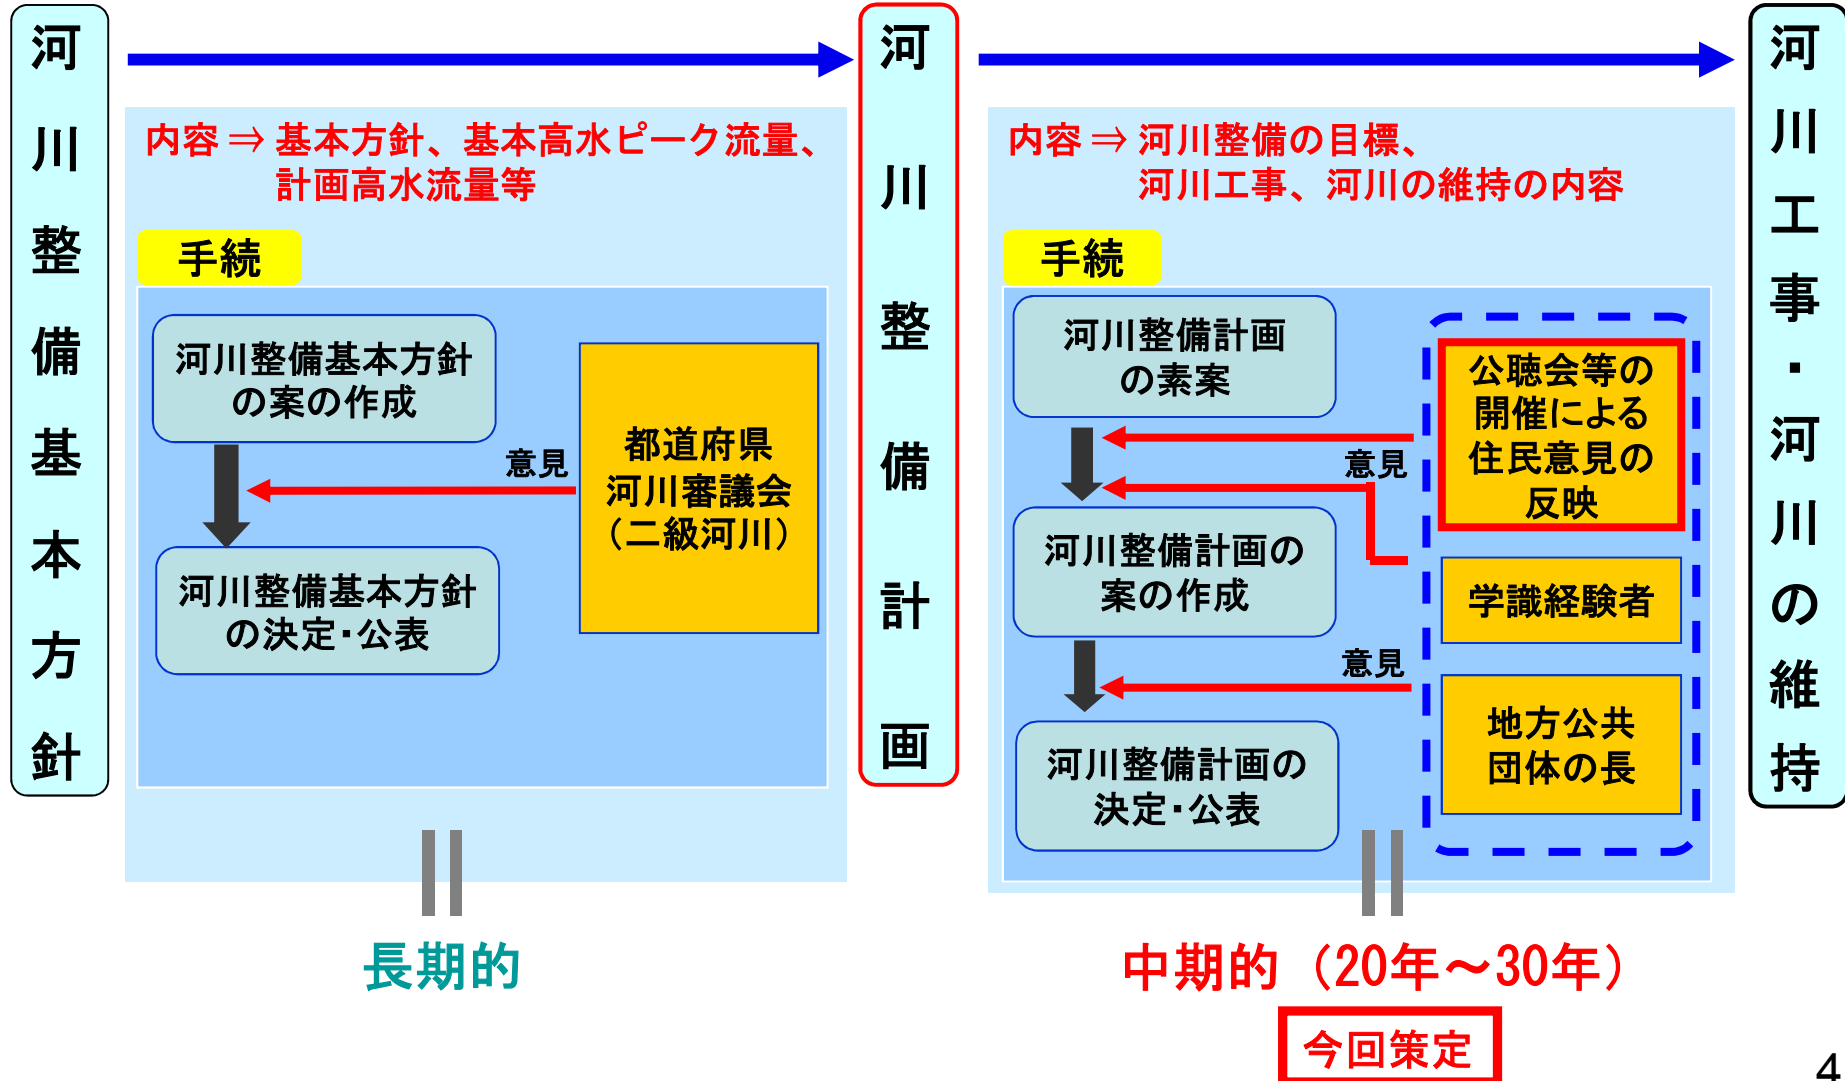 河川整備基本方針
内容⇒基本方針、基本高水ピーク流量、
計画高水流量等
手続
河川整備基本方針
の案の作成
意見
都道府県
河川審議会
（二級河川）
河川整備基本方針
の決定・公表
長期的
河川整備計画
内容⇒河川整備の目標、
河川工事、河川の維持の内容
手続
河川整備計画
の素案
公聴会等の
開催による
住民意見の
反映
意見
河川整備計画の
案の作成
学識経験者
意見
地方公共
団体の長
河川整備計画の
決定・公表
中期的（20年～30年）
今回策定
河川工事・河川の維持
4